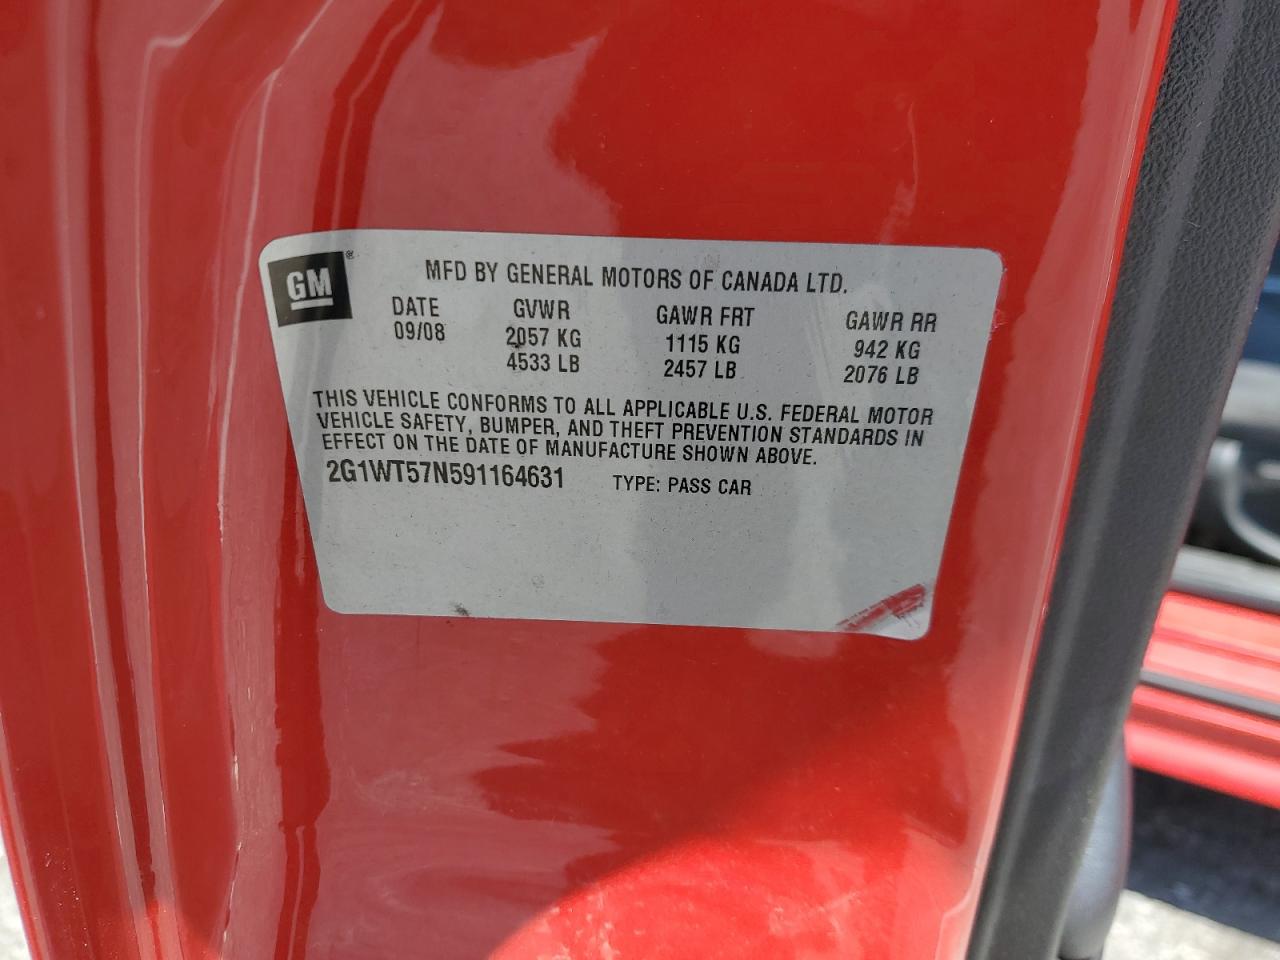 GM®
MFD BY GENERAL MOTORS OF CANADA LTD.
DATE GVWR GAWR FRT GAWR RR
09/08 2057 KG 1115 KG 942 KG
4533 LB 2457 LB 2076 LB
THIS VEHICLE CONFORMS TO ALL APPLICABLE U.S. FEDERAL MOTOR
VEHICLE SAFETY, BUMPER, AND THEFT PREVENTION STANDARDS IN
EFFECT ON THE DATE OF MANUFACTURE SHOWN ABOVE.
2G1WT57N591164631 TYPE: PASS CAR